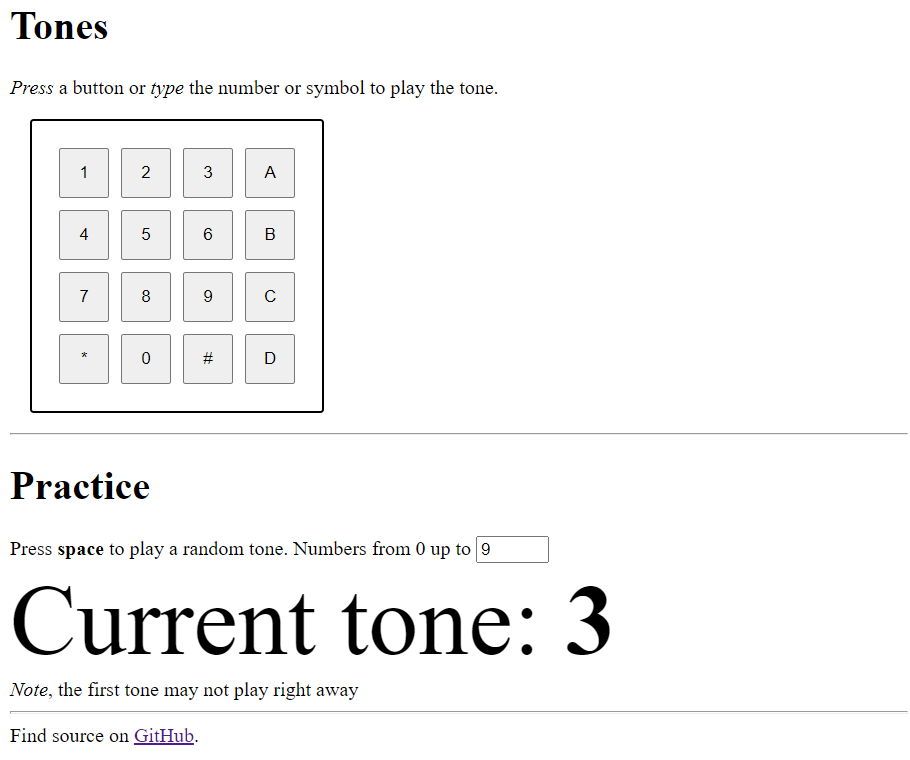 Tones
Press a button or type the number or symbol to play the tone.
1 2 3 A
4 5 6 B
7 8 9 C
* 0 # D
Practice
Press space to play a random tone. Numbers from 0 up to 9
Current tone: 3
Note, the first tone may not play right away
Find source on GitHub.